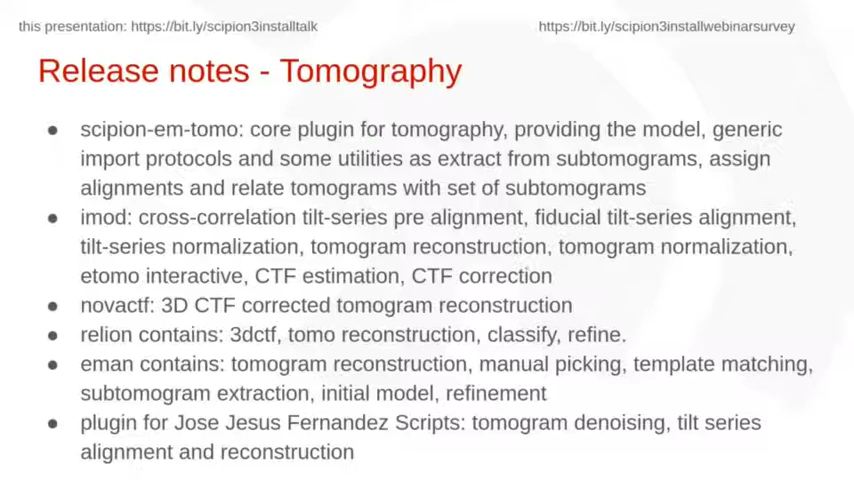 this presentation: https://bit.ly/scipion3installtalk https://bit.ly/scipion3installwebinarsurvey
Release notes - Tomography
● scipion-em-tomo: core plugin for tomography, providing the model, generic
import protocols and some utilities as extract from subtomograms, assign
alignments and relate tomograms with set of subtomograms
● imod: cross-correlation tilt-series pre alignment, fiducial tilt-series alignment,
tilt-series normalization, tomogram reconstruction, tomogram normalization,
etomo interactive, CTF estimation, CTF correction
● novactf: 3D CTF corrected tomogram reconstruction
● relion contains: 3dctf, tomo reconstruction, classify, refine.
● eman contains: tomogram reconstruction, manual picking, template matching,
subtomogram extraction, initial model, refinement
● plugin for Jose Jesus Fernandez Scripts: tomogram denoising, tilt series
alignment and reconstruction